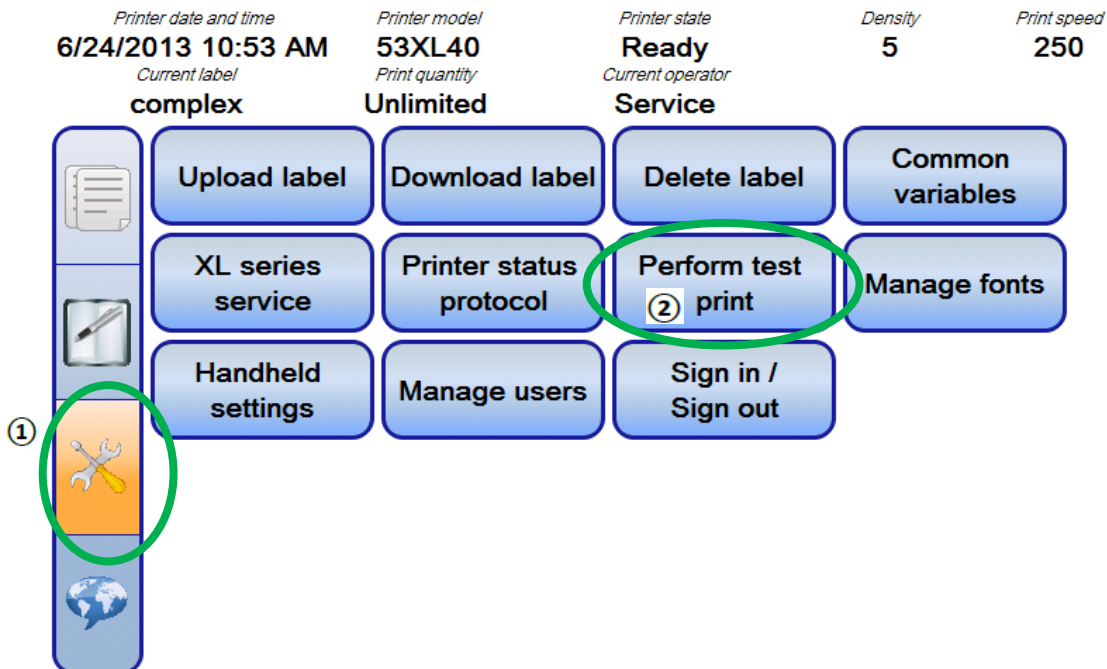 Printer date and time Printer model Printer state Density Print speed
6/24/2013 10:53 AM 53XL40 Ready 5 250
Current label Print quantity Current operator
complex Unlimited Service
Upload label Download label Delete label Common
variables
XL series
service
Printer status
protocol
Perform test
② print
Manage fonts
Handheld
settings
Manage users
Sign in /
Sign out
①